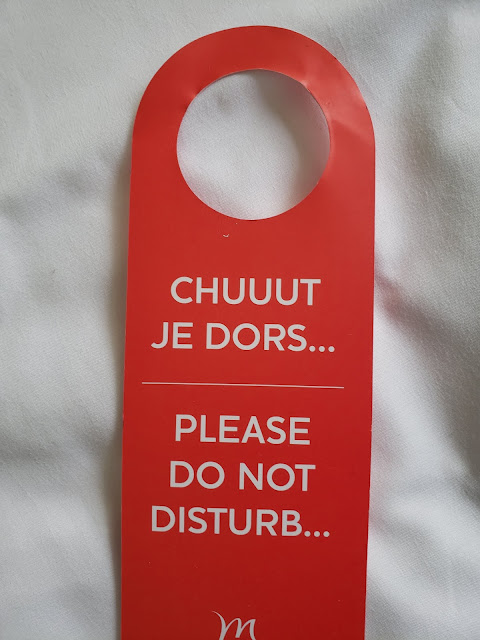 CHUUUT
JE DORS...
PLEASE
DO NOT
DISTURB...
m